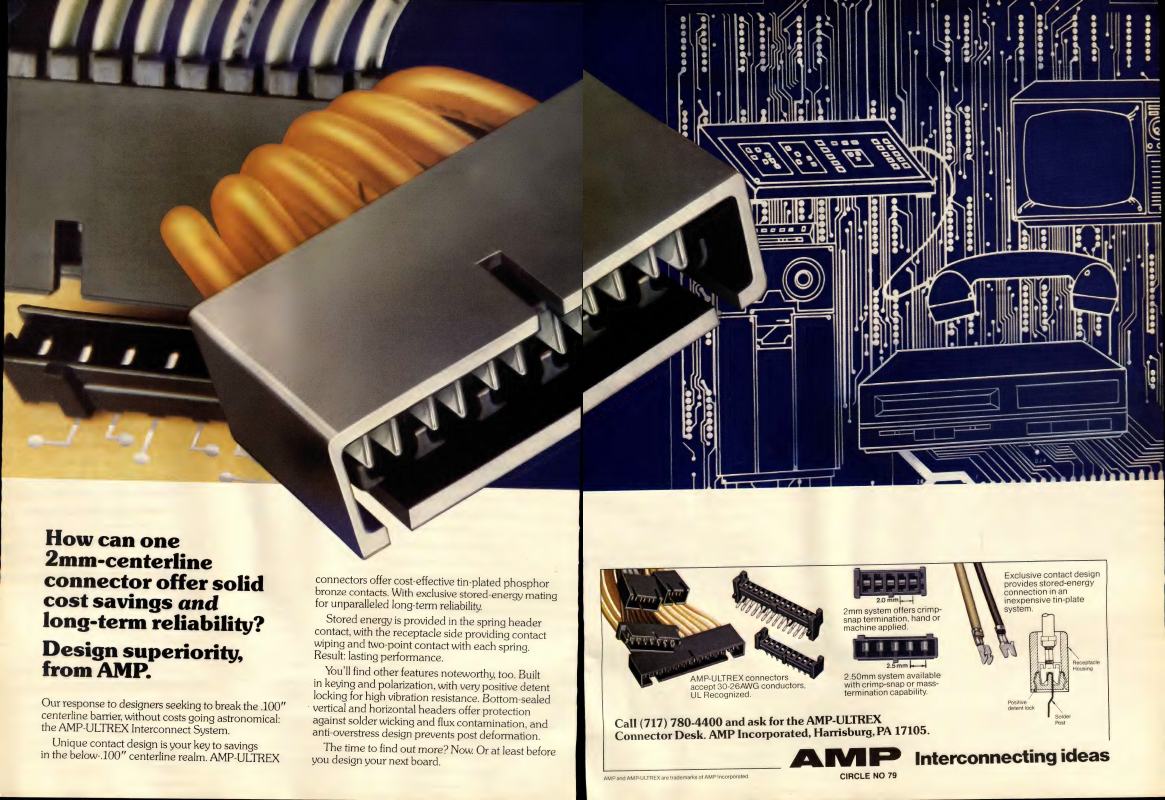 How can one
2mm-centerline
connector offer solid
cost savings and
long-term reliability?
Design superiority,
from AMP.
Our response to designers seeking to break the .100"
centerline barrier, without costs going astronomical:
the AMP-ULTREX Interconnect System.
Unique contact design is your key to savings
in the below-.100" centerline realm. AMP-ULTREX
connectors offer cost-effective tin-plated phosphor
bronze contacts. With exclusive stored-energy mating
for unparalleled long-term reliability.
Stored energy is provided in the spring header
contact, with the receptacle side providing contact
wiping and two-point contact with each spring.
Result: lasting performance.
You'll find other features noteworthy, too. Built
in keying and polarization, with very positive detent
locking for high vibration resistance. Bottom-sealed
vertical and horizontal headers offer protection
against solder wicking and flux contamination, and
anti-overstress design prevents post deformation.
The time to find out more? Now. Or at least before
you design your next board.
AMP-ULTREX connectors
accept 30-26AWG conductors,
UL Recognized.
2.0 mm
2mm system offers crimp-
snap termination, hand or
machine applied.
2.5 mm
2.50mm system available
with crimp-snap or mass-
termination capability.
Exclusive contact design
provides stored-energy
connection in an
inexpensive tin-plate
system.
Receptacle
Housing
Positive
detent lock
Solder
Post
Call (717) 780-4400 and ask for the AMP-ULTREX
Connector Desk. AMP Incorporated, Harrisburg, PA 17105.
AMP Interconnecting ideas
CIRCLE NO 79
AMP and AMP-ULTREX are trademarks of AMP Incorporated